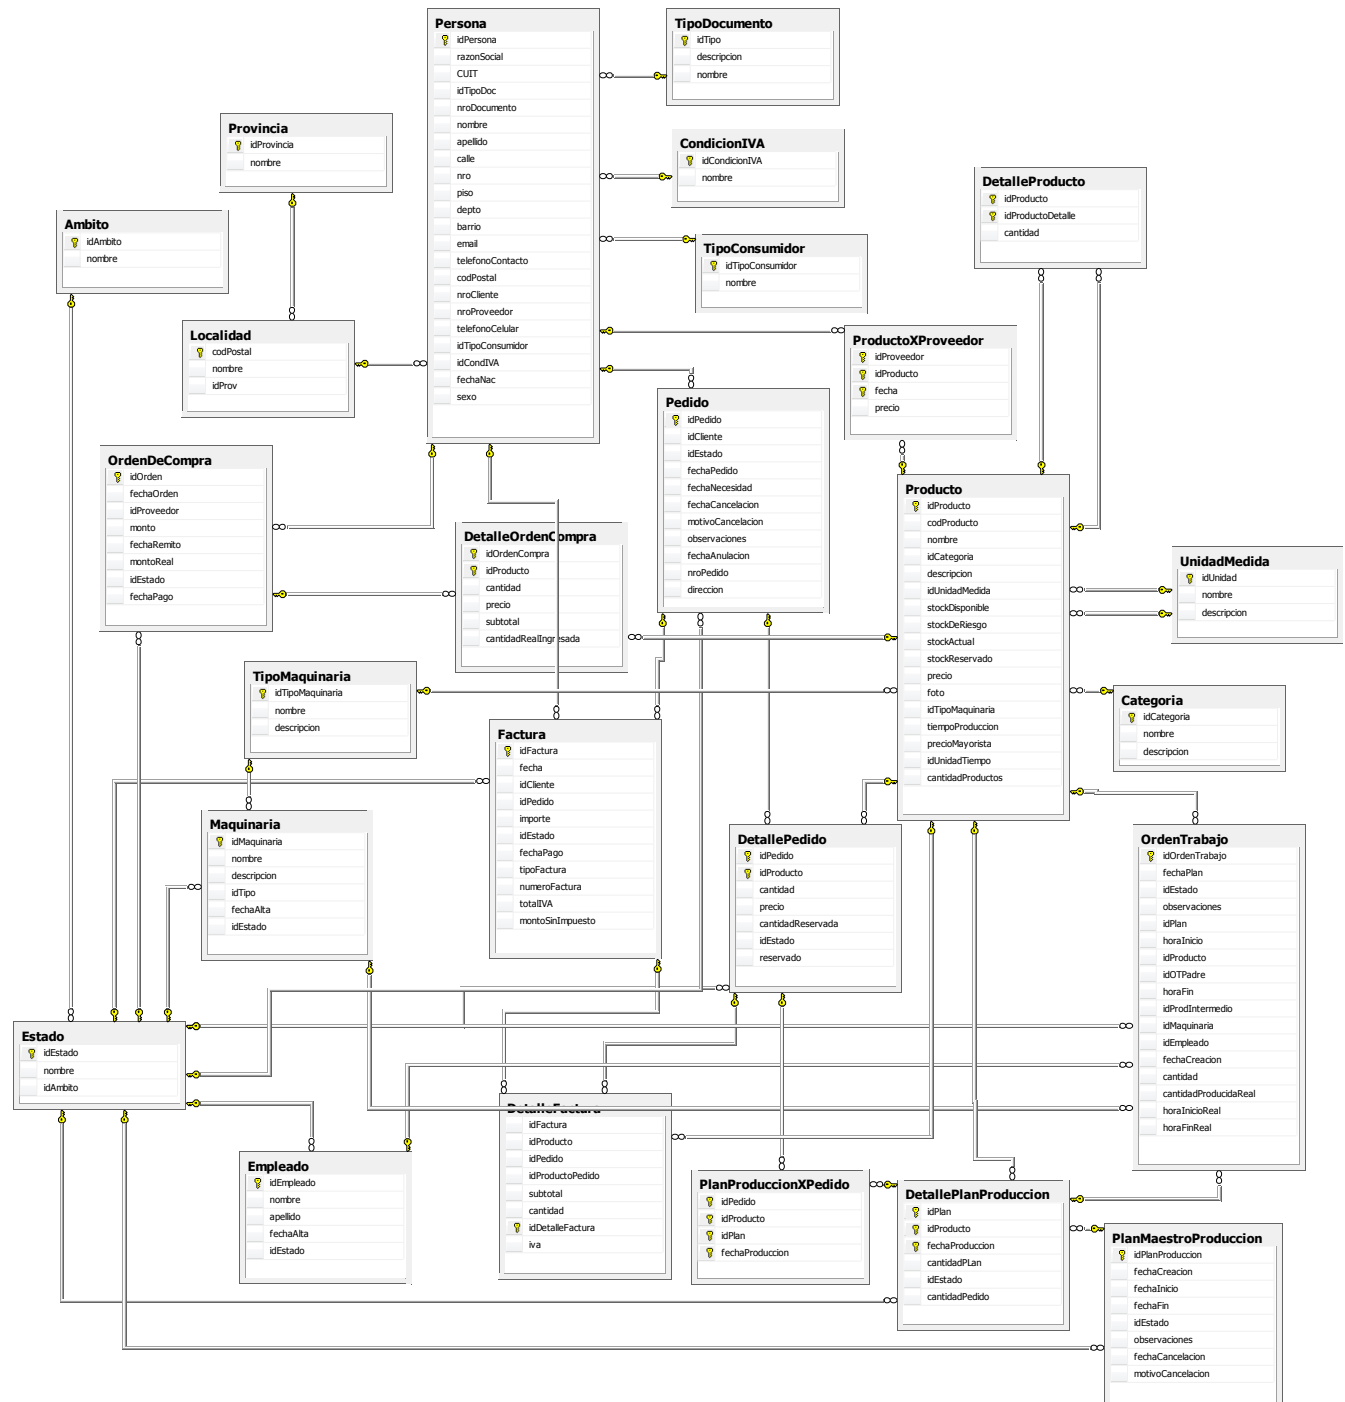 Persona
idPersona
razonSocial
CUIT
idTipoDoc
nroDocumento
nombre
apellido
calle
nro
piso
depto
barrio
email
telefonoContacto
codPostal
nroCliente
nroProveedor
telefonoCelular
idTipoConsumidor
idCondIVA
fechaNac
sexo
TipoDocumento
idTipo
descripcion
nombre
Provincia
idProvincia
nombre
CondicionIVA
idCondicionIVA
nombre
DetalleProducto
idProducto
idProductoDetalle
cantidad
Ambito
idAmbito
nombre
TipoConsumidor
idTipoConsumidor
nombre
Localidad
codPostal
nombre
idProv
ProductoXProveedor
idProveedor
idProducto
fecha
precio
Pedido
idPedido
idCliente
idEstado
fechaPedido
fechaNecesidad
fechaCancelacion
motivoCancelacion
observaciones
fechaAnulacion
nroPedido
direccion
OrdenDeCompra
idOrden
fechaOrden
idProveedor
monto
fechaRemito
montoReal
idEstado
fechaPago
Producto
idProducto
codProducto
nombre
idCategoria
descripcion
idUnidadMedida
stockDisponible
stockDeRiesgo
stockActual
stockReservado
precio
foto
idTipoMaquinaria
tiempoProduccion
precioMayorista
idUnidadTiempo
cantidadProductos
DetalleOrdenCompra
idOrdenCompra
idProducto
cantidad
precio
subtotal
cantidadRealIngresada
UnidadMedida
idUnidad
nombre
descripcion
TipoMaquinaria
idTipoMaquinaria
nombre
descripcion
Categoria
idCategoria
nombre
descripcion
Factura
idFactura
fecha
idCliente
idPedido
importe
idEstado
fechaPago
tipoFactura
numeroFactura
totalIVA
montoSinImpuesto
Maquinaria
idMaquinaria
nombre
descripcion
idTipo
fechaAlta
idEstado
DetallePedido
idPedido
idProducto
cantidad
precio
cantidadReservada
idEstado
reservado
OrdenTrabajo
idOrdenTrabajo
fechaPlan
idEstado
observaciones
idPlan
horaInicio
idProducto
idOTPadre
horaFin
idProdIntermedio
idMaquinaria
idEmpleado
fechaCreacion
cantidad
cantidadProducidaReal
horaInicioReal
horaFinReal
Estado
idEstado
nombre
idAmbito
DetalleFactura
idFactura
idProducto
idPedido
idProductoPedido
subtotal
cantidad
idDetalleFactura
iva
Empleado
idEmpleado
nombre
apellido
fechaAlta
idEstado
PlanProduccionXPedido
idPedido
idProducto
idPlan
fechaProduccion
DetallePlanProduccion
idPlan
idProducto
fechaProduccion
cantidadPLan
idEstado
cantidadPedido
PlanMaestroProduccion
idPlanProduccion
fechaCreacion
fechaInicio
fechaFin
idEstado
observaciones
fechaCancelacion
motivoCancelacion